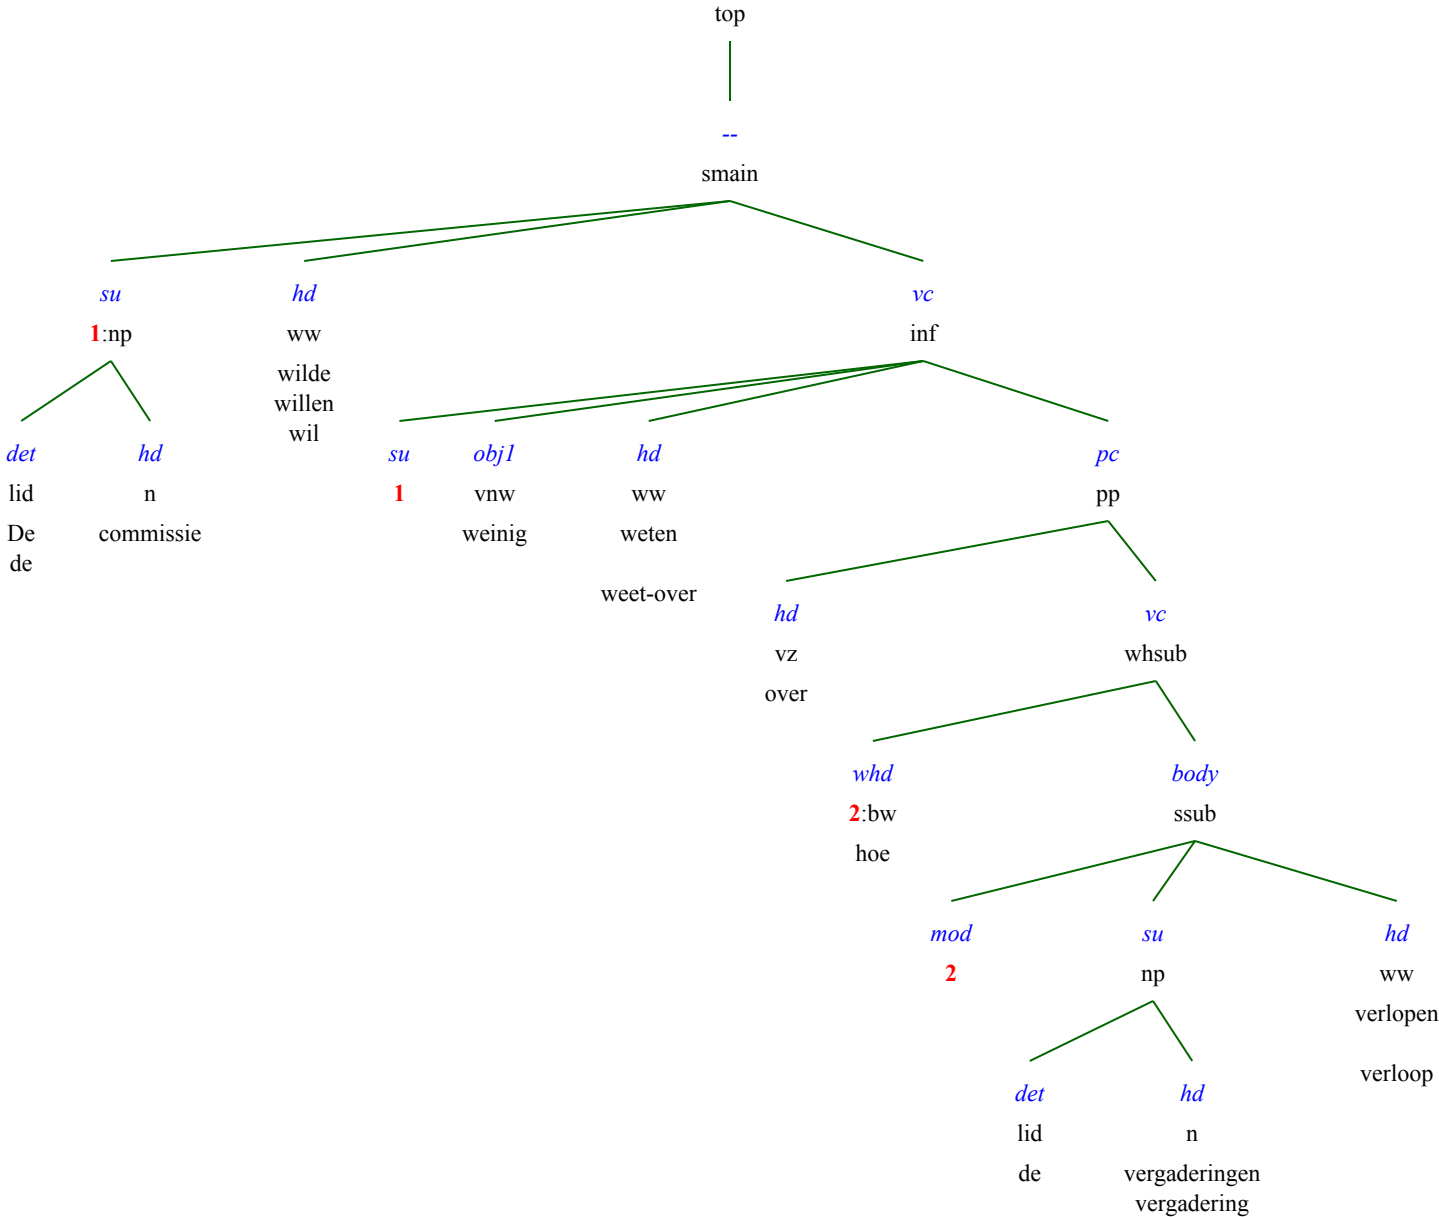 top
--
smain
su hd vc
1:np ww inf
wilde
willen
wil
det hd su obj1 hd pc
lid n 1 vnw ww pp
De commissie weinig weten
de
weet-over
hd vc
vz whsub
over
whd body
2:bw ssub
hoe
mod su hd
2 np ww
verlopen
verloop
det hd
lid n
de vergaderingen
vergadering